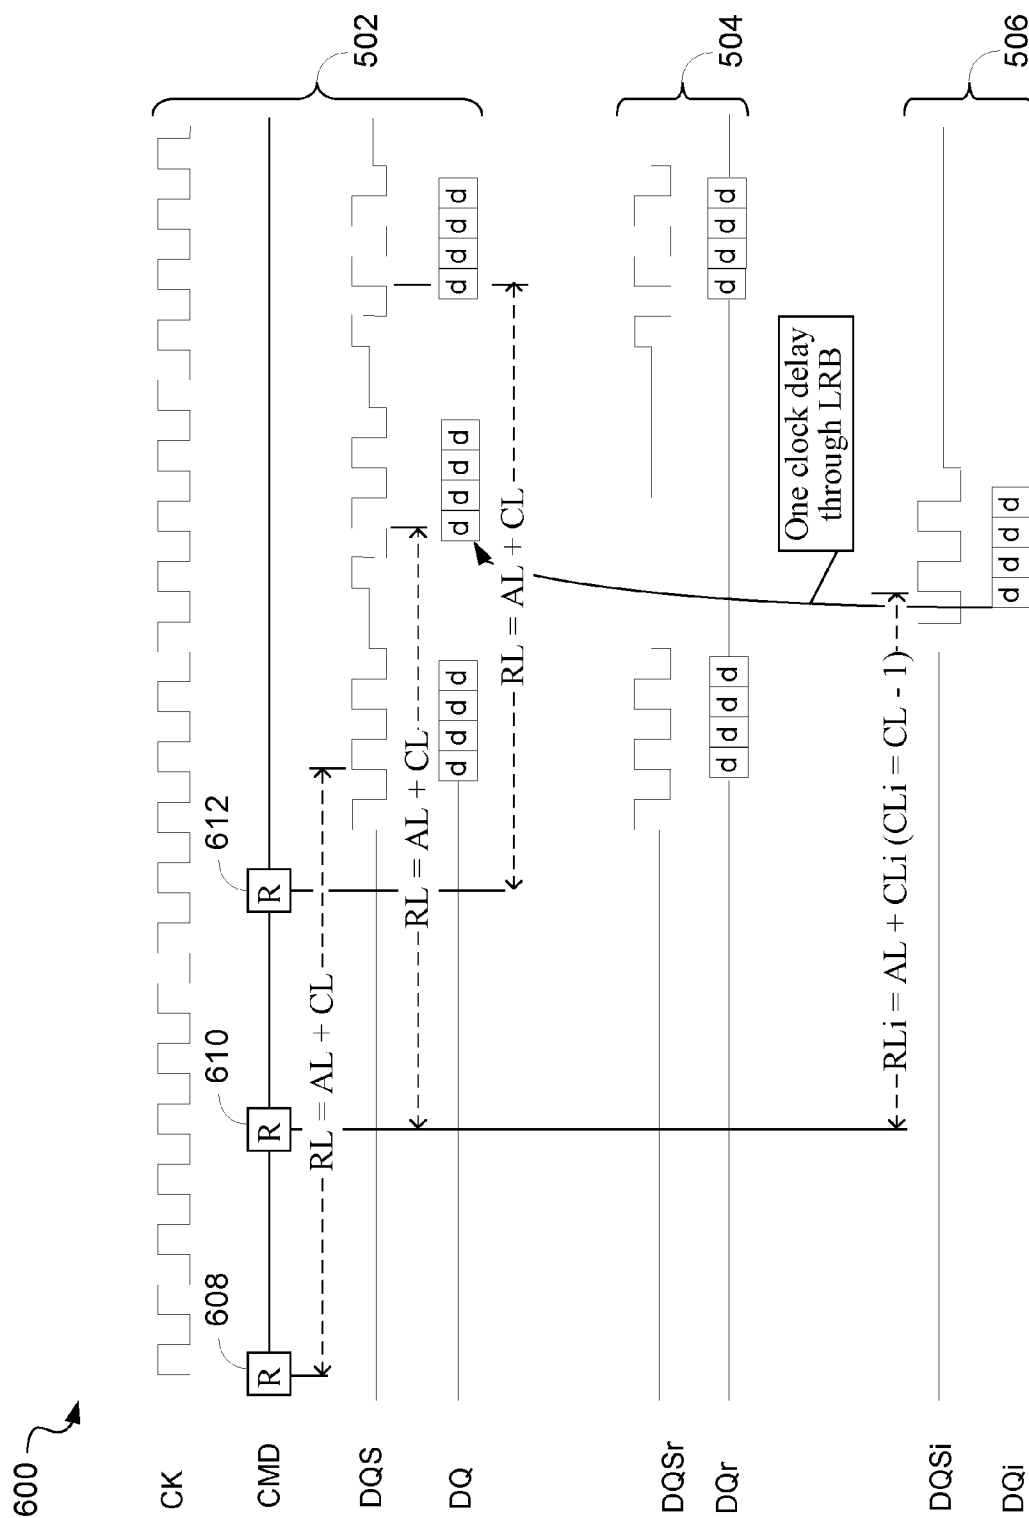 600
CK
CMD
DQS
DQ
DQSr
DQr
DQSi
DQi
608
610
612
R
R
R
RL = AL + CL
RL = AL + CL
RL = AL + CL
d d d d
d d d d
d d d d
d d d d
d d d d
One clock delay
through LRB
RLi = AL + CLi (CLi = CL - 1)
d d d d
502
504
506